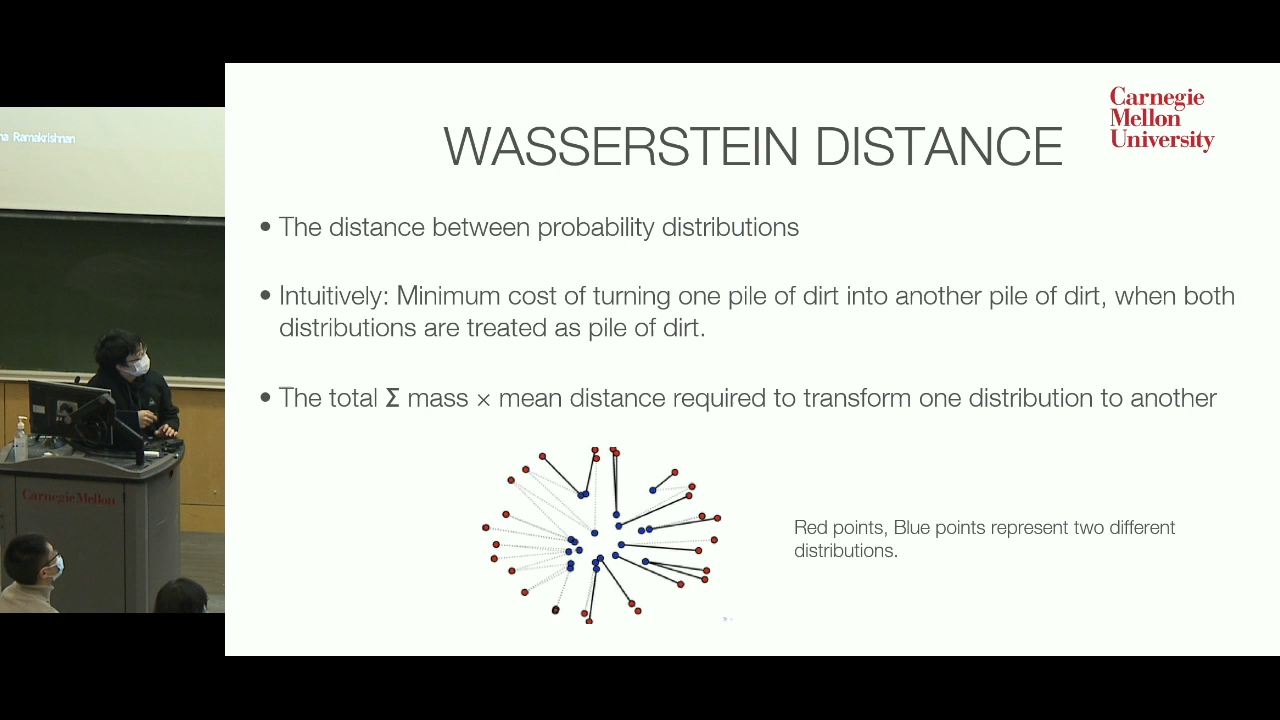 Ramakrishnan
Carnegie
Mellon
University
WASSERSTEIN DISTANCE
• The distance between probability distributions
• Intuitively: Minimum cost of turning one pile of dirt into another pile of dirt, when both
distributions are treated as pile of dirt.
• The total Σ mass × mean distance required to transform one distribution to another
Red points, Blue points represent two different
distributions.
Carnegie Mellon